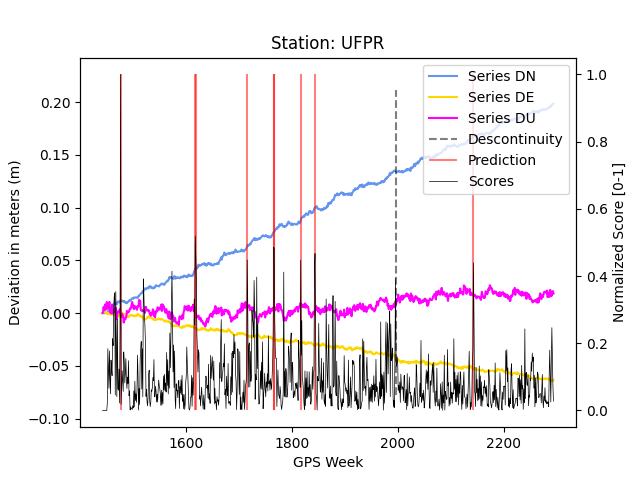 Station: UFPR
Series DN
Series DE
Series DU
Descontinuity
Prediction
Scores
0.20
0.15
0.10
0.05
0.00
−0.05
−0.10
Deviation in meters (m)
1.0
0.8
0.6
0.4
0.2
0.0
Normalized Score [0-1]
1600 1800 2000 2200
GPS Week